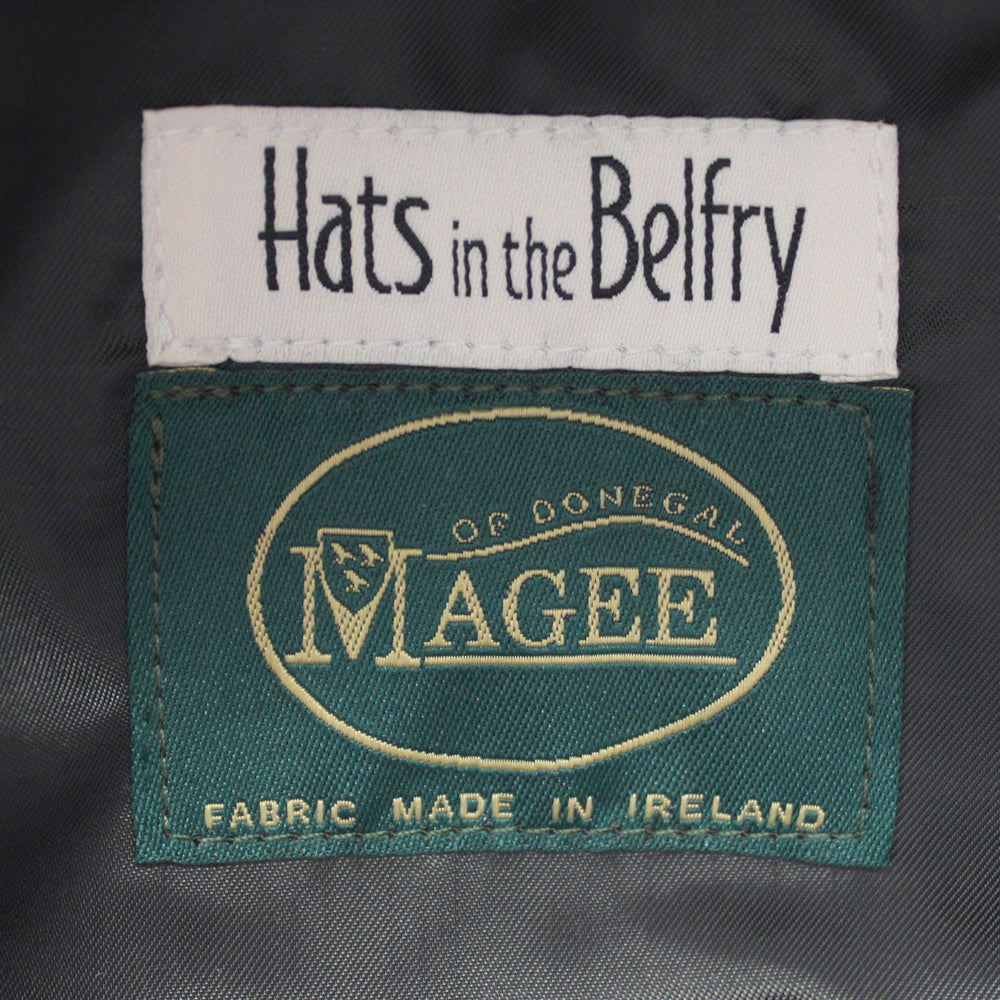 Hats in the Belfry
OF DONEGAL
MAGEE
FABRIC MADE IN IRELAND